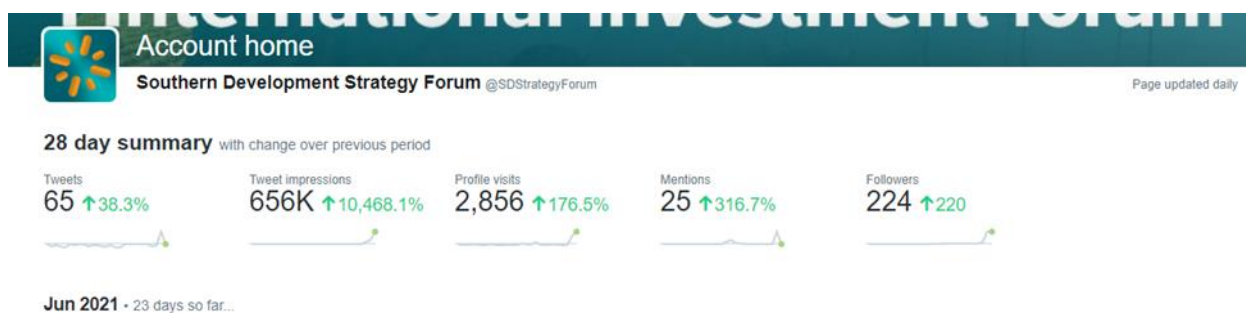 International Investment forum
Account home
Southern Development Strategy Forum @SDStrategyForum
Page updated daily
28 day summary with change over previous period
Tweets
65 ↑38.3%
Tweet impressions
656K ↑10,468.1%
Profile visits
2,856 ↑176.5%
Mentions
25 ↑316.7%
Followers
224 ↑220
Jun 2021 • 23 days so far...